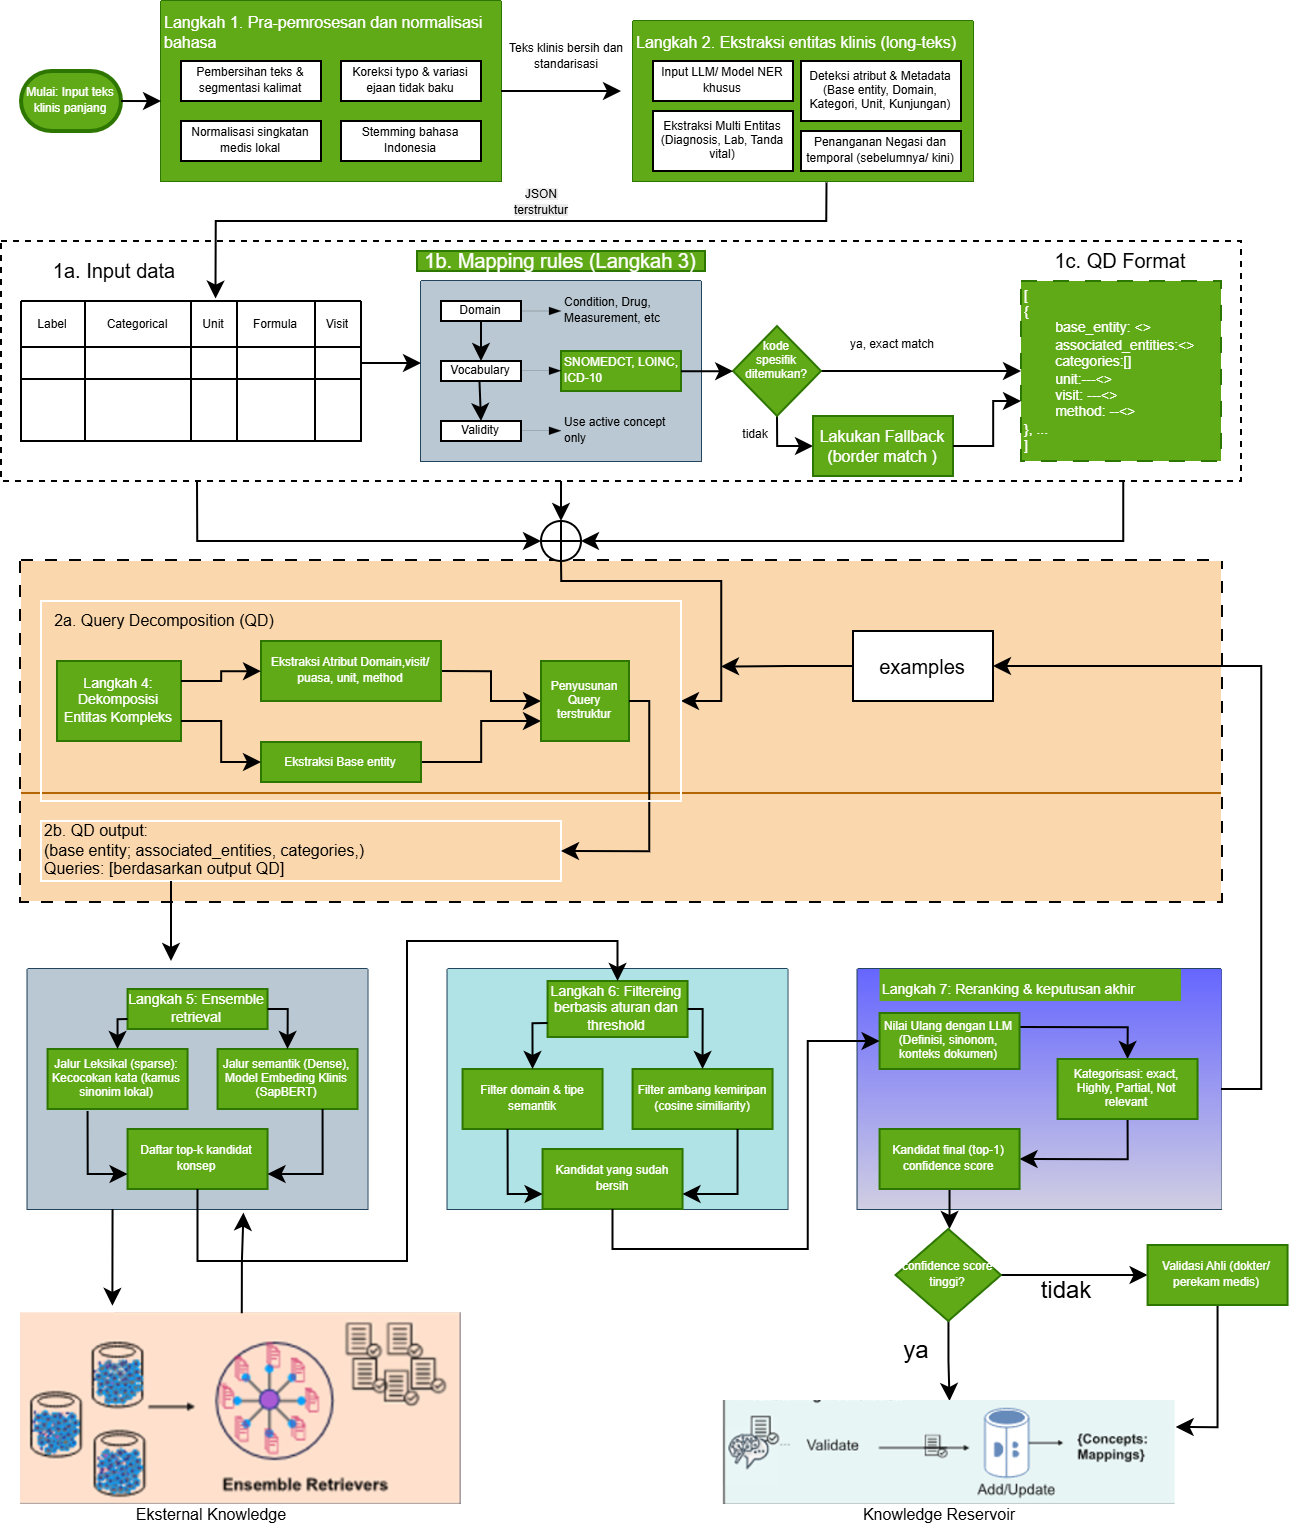 Langkah 1. Pra-pemrosesan dan normalisasi
bahasa
Pembersihan teks &
segmentasi kalimat
Koreksi typo & variasi
ejaan tidak baku
Normalisasi singkatan
medis lokal
Stemming bahasa
Indonesia
Mulai: Input teks
klinis panjang
Teks klinis bersih dan
standarisasi
Langkah 2. Ekstraksi entitas klinis (long-teks)
Input LLM/ Model NER
khusus
Deteksi atribut & Metadata
(Base entity, Domain,
Kategori, Unit, Kunjungan)
Ekstraksi Multi Entitas
(Diagnosis, Lab, Tanda
vital)
Penanganan Negasi dan
temporal (sebelumnya/ kini)
JSON
terstruktur
1a. Input data
Label
Categorical
Unit
Formula
Visit
1b. Mapping rules (Langkah 3)
Domain
Condition, Drug,
Measurement, etc
Vocabulary
SNOMEDCT, LOINC,
ICD-10
Validity
Use active concept
only
kode
spesifik
ditemukan?
ya, exact match
tidak
Lakukan Fallback
(border match )
1c. QD Format
[
{
base_entity: <>
associated_entities:<>
categories:[]
unit:---<>
visit: ---<>
method: --<>
}, ...
]
2a. Query Decomposition (QD)
Langkah 4:
Dekomposisi
Entitas Kompleks
Ekstraksi Atribut Domain,visit/
puasa, unit, method
Ekstraksi Base entity
Penyusunan
Query
terstruktur
examples
2b. QD output:
(base entity; associated_entities, categories,)
Queries: [berdasarkan output QD]
Langkah 5: Ensemble
retrieval
Jalur Leksikal (sparse):
Kecocokan kata (kamus
sinonim lokal)
Jalur semantik (Dense),
Model Embeding Klinis
(SapBERT)
Daftar top-k kandidat
konsep
Langkah 6: Filtereing
berbasis aturan dan
threshold
Filter domain & tipe
semantik
Filter ambang kemiripan
(cosine similiarity)
Kandidat yang sudah
bersih
Langkah 7: Reranking & keputusan akhir
Nilai Ulang dengan LLM
(Definisi, sinonom,
konteks dokumen)
Kategorisasi: exact,
Highly, Partial, Not
relevant
Kandidat final (top-1)
confidence score
confidence score
tinggi?
tidak
Validasi Ahli (dokter/
perekam medis)
ya
Ensemble Retrievers
Eksternal Knowledge
Validate
DB
Add/Update
{Concepts:
Mappings}
Knowledge Reservoir